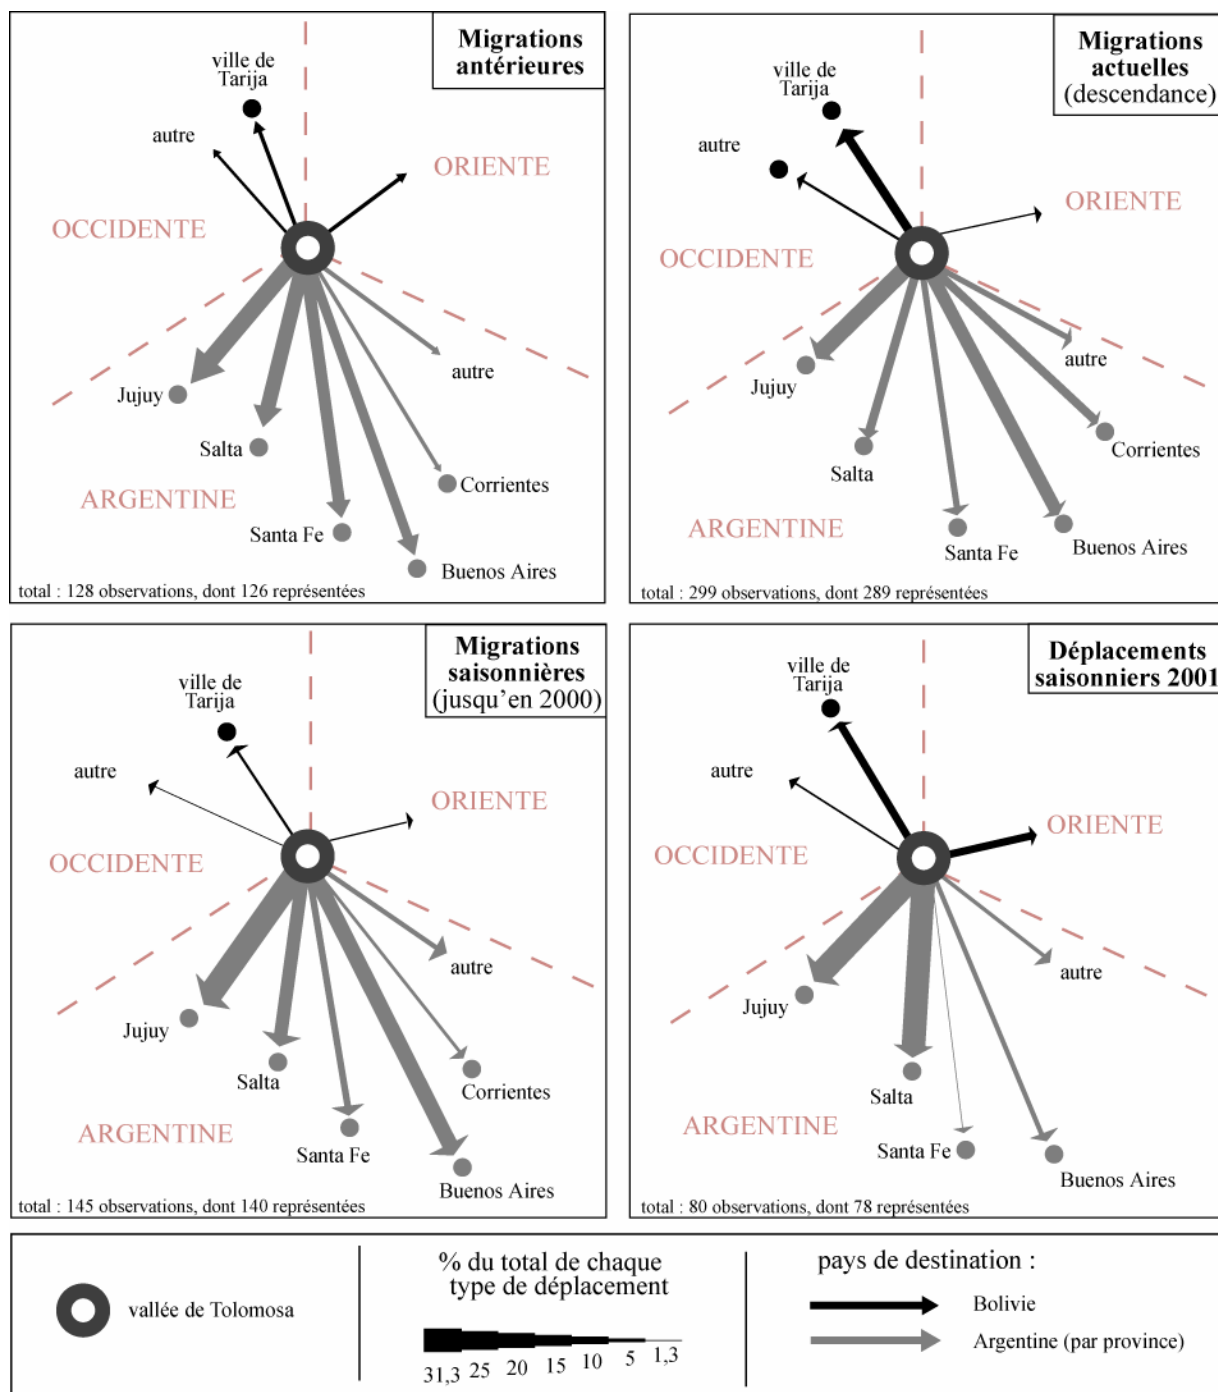 Migrations
antérieures
ville de
Tarija
autre
ORIENTE
OCCIDENTE
Jujuy
autre
Salta
Corrientes
ARGENTINE
Santa Fe
Buenos Aires
total : 128 observations, dont 126 représentées
Migrations
actuelles
(descendance)
ville de
Tarija
autre
ORIENTE
OCCIDENTE
Jujuy
autre
Salta
Corrientes
ARGENTINE
Santa Fe
Buenos Aires
total : 299 observations, dont 289 représentées
Migrations
saisonnières
(jusqu'en 2000)
ville de
Tarija
autre
ORIENTE
OCCIDENTE
autre
Jujuy
Salta
Corrientes
ARGENTINE
Santa Fe
Buenos Aires
total : 145 observations, dont 140 représentées
Déplacements
saisonniers 2001
ville de
Tarija
autre
ORIENTE
OCCIDENTE
autre
Jujuy
Salta
ARGENTINE
Santa Fe
Buenos Aires
total : 80 observations, dont 78 représentées
vallée de Tolomosa
% du total de chaque
type de déplacement
31,3 25 20 15 10 5 1,3
pays de destination :
Bolivie
Argentine (par province)